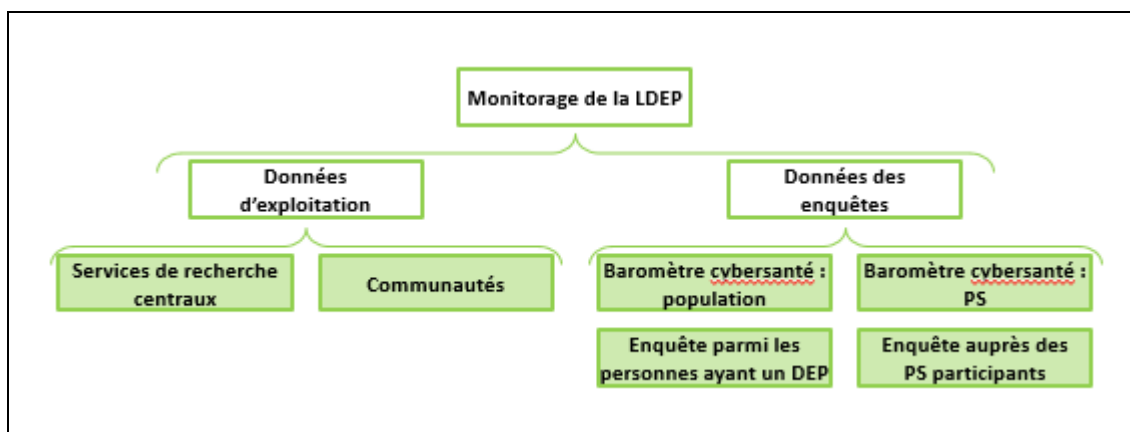 Monitorage de la LDEP
Données
d'exploitation
Données des
enquêtes
Services de recherche
centraux
Communautés
Baromètre cybersanté :
population
Baromètre cybersanté :
PS
Enquête parmi les
personnes ayant un DEP
Enquête auprès des
PS participants